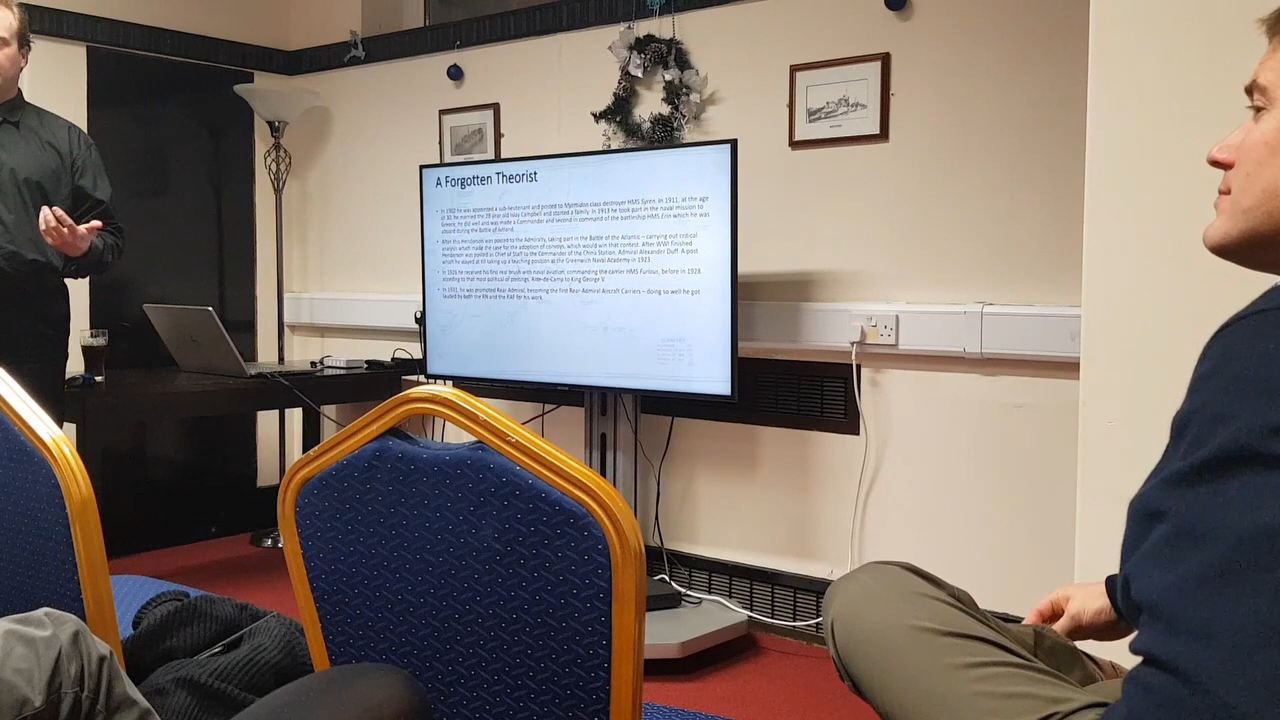 A Forgotten Theorist
• In 1902 he was appointed a sub-lieutenant and posted to Myrmidon class destroyer HMS Syren. In 1911, at the age
of 30, he married the 28 year old Islay Campbell and started a family. In 1913 he took part in the naval mission to
Greece, he did well and was made a Commander and second in command of the battleship HMS Erin which he was
aboard during the Battle of Jutland.
• After this Henderson was posted to the Admiralty, taking part in the Battle of the Atlantic – carrying out critical
analysis which made the case for the adoption of convoys, which would win that contest. After WWI finished
Henderson was posted as Chief of Staff to the Commander of the China Station, Admiral Alexander Duff. A post
which he stayed at till taking up a teaching position at the Greenwich Naval Academy in 1923.
• In 1926 he received his first real brush with naval aviation, commanding the carrier HMS Furious, before in 1928
according to that most political of postings, Aide-de-Camp to King George V.
• In 1931, he was promoted Rear Admiral, becoming the first Rear-Admiral Aircraft Carriers – doing so well he got
lauded by both the RN and the RAF for his work.